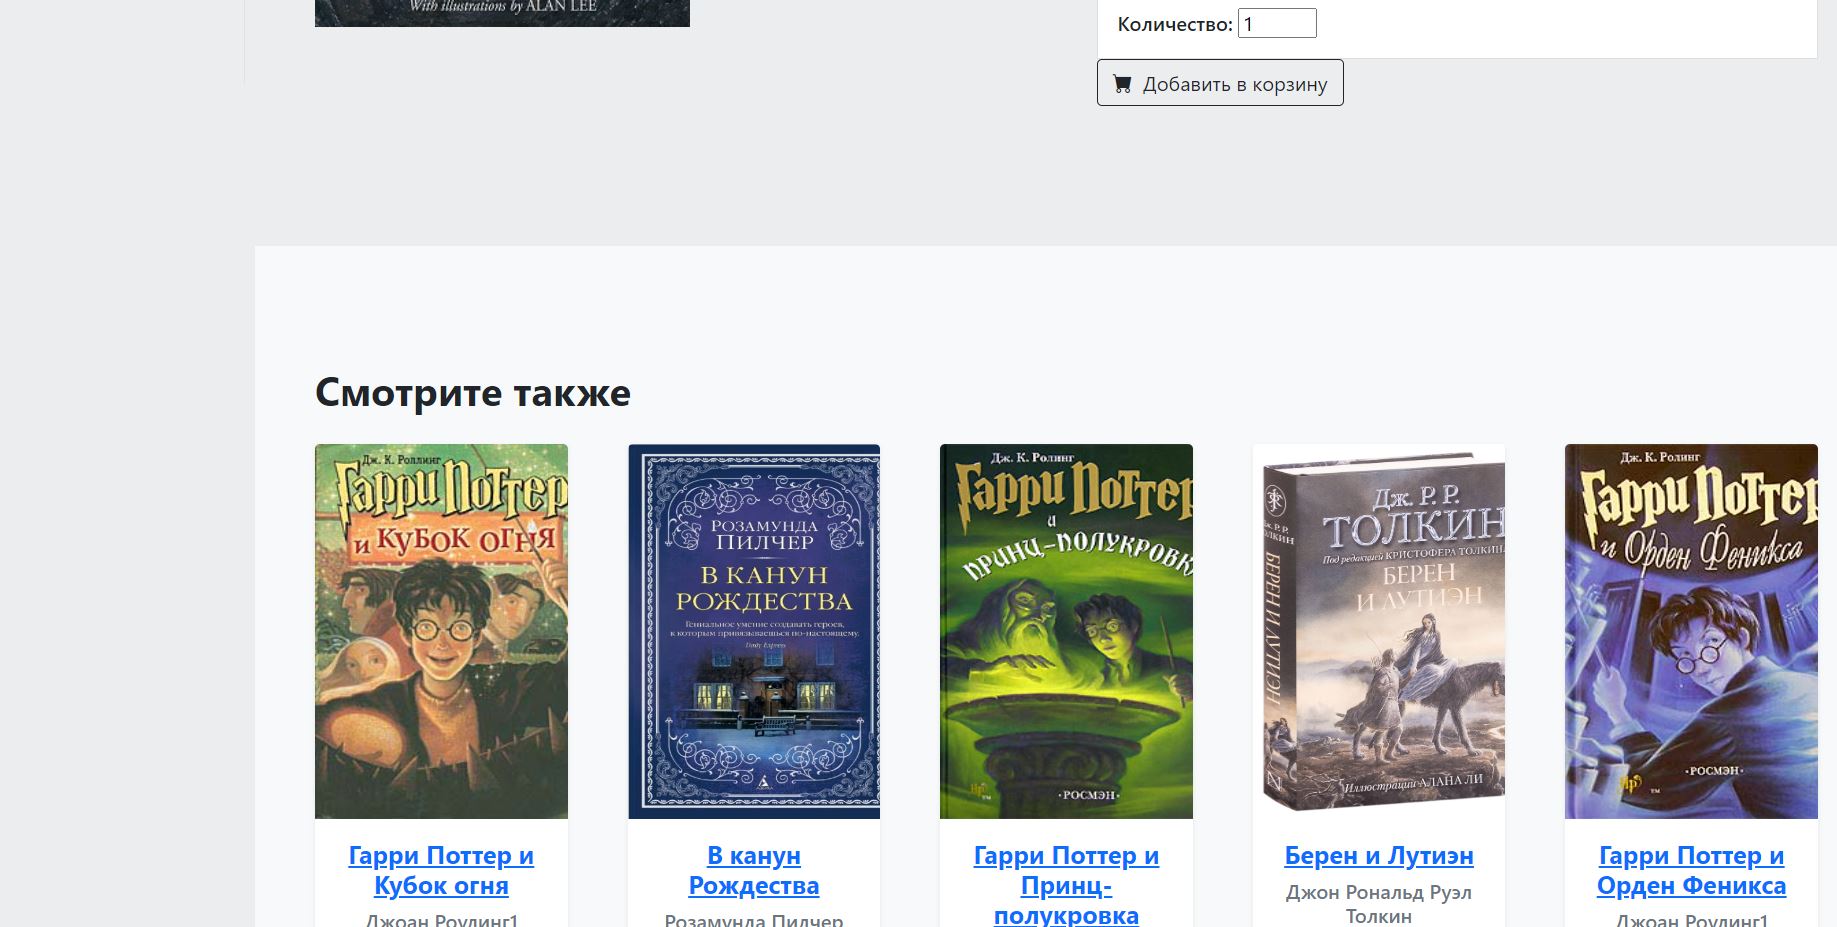 With illustrations by ALAN LEE
Количество: 1
Добавить в корзину
Смотрите также
Дж. К. Роллинг
Гарри Поттер
и КУБОК ОГНЯ
РОЗАМУНДА
ПИЛЧЕР
В КАНУН
РОЖДЕСТВА
Гениальное умение создавать героев,
к которым привязываешься по-настоящему.
Daily Express
Дж. К. Ролинг
Гарри Поттер
и
ПРИНЦ-ПОЛУКРОВКА
РОСМЭН
Дж. Р. Р.
ТОЛКИН
Под редакцией КРИСТОФЕРА ТОЛКИНА
БЕРЕН
И ЛУТИЭН
Иллюстрации АЛАНА ЛИ
БЕРЕН И ЛУТИЭН
Дж. К. Ролинг
Гарри Поттер
и Орден Феникса
РОСМЭН
Гарри Поттер и
Кубок огня
Джоан Роулинг1
В канун
Рождества
Розамунда Пилчер
Гарри Поттер и
Принц-
полукровка
Берен и Лутиэн
Джон Рональд Руэл
Толкин
Гарри Поттер и
Орден Феникса
Джоан Роулинг1